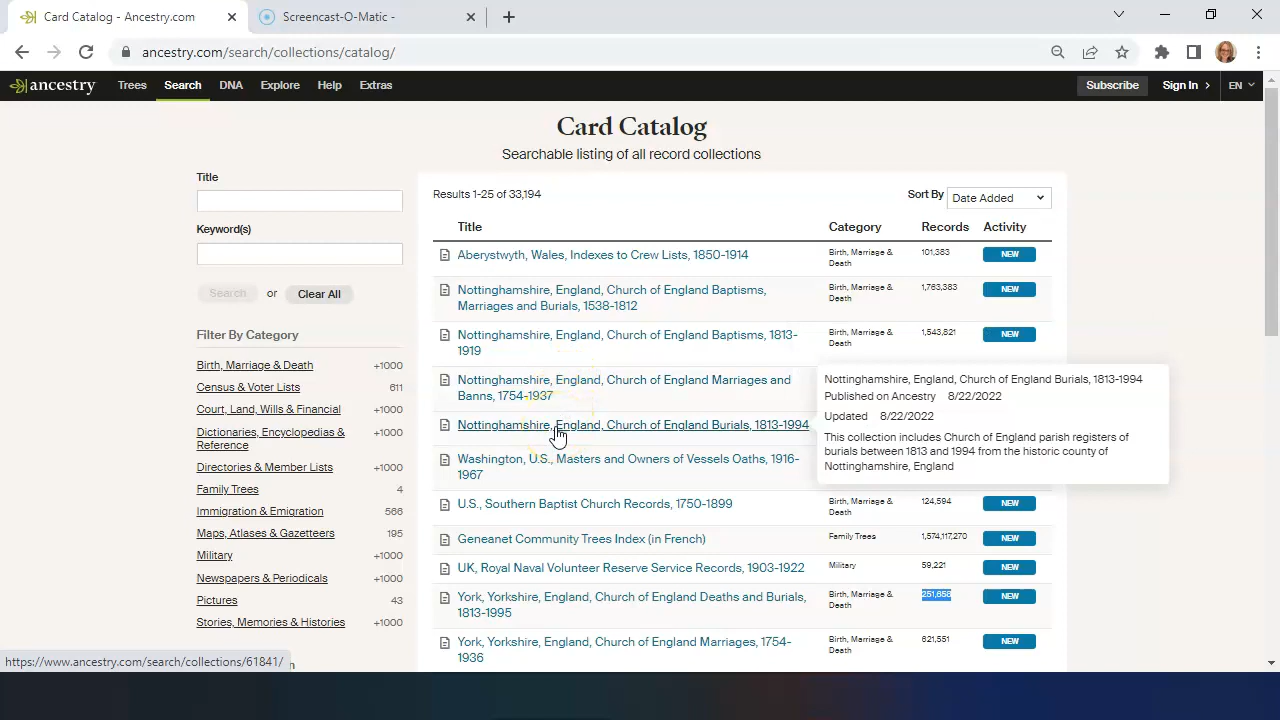 Card Catalog - Ancestry.com
Screencast-O-Matic -
ancestry.com/search/collections/catalog/
ancestry Trees Search DNA Explore Help Extras Subscribe Sign In EN
Card Catalog
Searchable listing of all record collections
Title
Keyword(s)
Search or Clear All
Filter By Category
Birth, Marriage & Death +1000
Census & Voter Lists 611
Court, Land, Wills & Financial +1000
Dictionaries, Encyclopedias & +1000
Reference
Directories & Member Lists +1000
Family Trees 4
Immigration & Emigration 566
Maps, Atlases & Gazetteers 195
Military +1000
Newspapers & Periodicals +1000
Pictures 43
Stories, Memories & Histories +1000
Results 1-25 of 33,194
Sort By Date Added
Title Category Records Activity
Aberystwyth, Wales, Indexes to Crew Lists, 1850-1914 Birth, Marriage & 101,383 NEW
Death
Nottinghamshire, England, Church of England Baptisms, Birth, Marriage & 1,763,383 NEW
Marriages and Burials, 1538-1812 Death
Nottinghamshire, England, Church of England Baptisms, 1813- Birth, Marriage & 1,543,821 NEW
1919 Death
Nottinghamshire, England, Church of England Marriages and
Banns, 1754-1937
Nottinghamshire, England, Church of England Burials, 1813-1994
Washington, U.S., Masters and Owners of Vessels Oaths, 1916-
1967
U.S., Southern Baptist Church Records, 1750-1899 Birth, Marriage & 124,594 NEW
Death
Geneanet Community Trees Index (in French) Family Trees 1,574,117,270 NEW
UK, Royal Naval Volunteer Reserve Service Records, 1903-1922 Military 59,221 NEW
York, Yorkshire, England, Church of England Deaths and Burials, Birth, Marriage & 251,658 NEW
1813-1995 Death
York, Yorkshire, England, Church of England Marriages, 1754- Birth, Marriage & 621,551 NEW
1936 Death
Nottinghamshire, England, Church of England Burials, 1813-1994
Published on Ancestry 8/22/2022
Updated 8/22/2022
This collection includes Church of England parish registers of
burials between 1813 and 1994 from the historic county of
Nottinghamshire, England
https://www.ancestry.com/search/collections/61841/